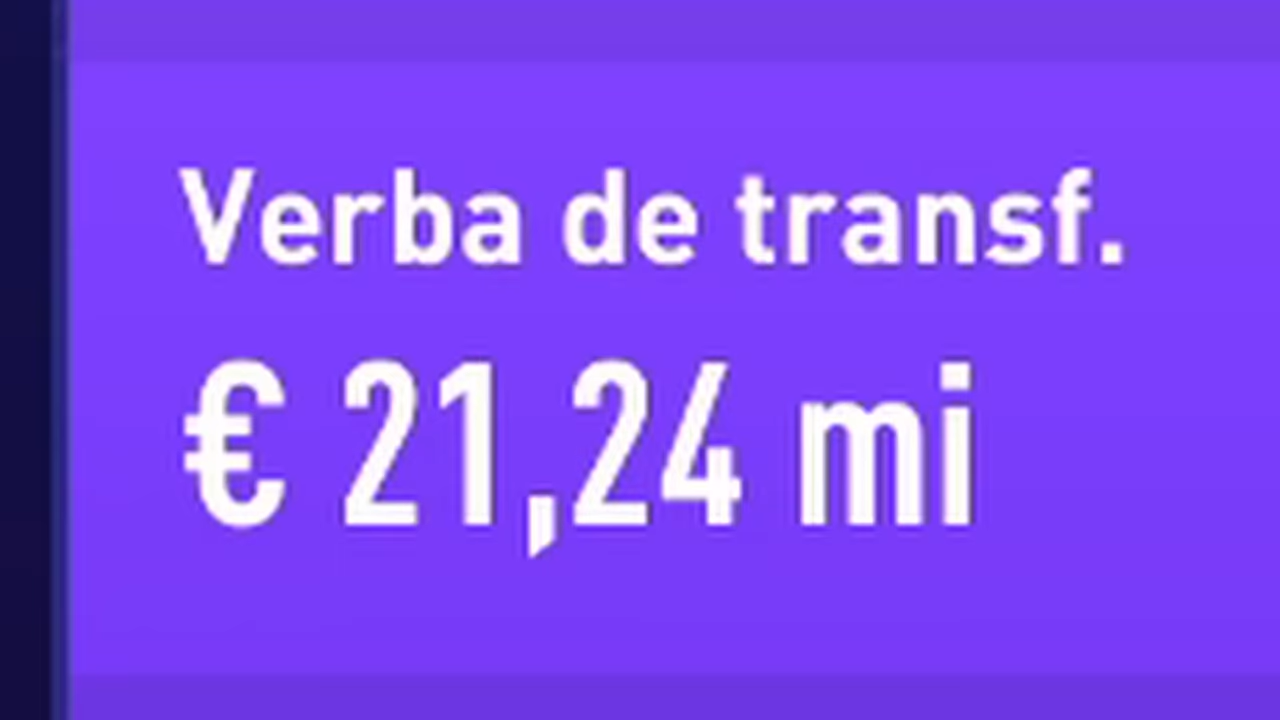 Verba de transf.
€ 21,24 mi